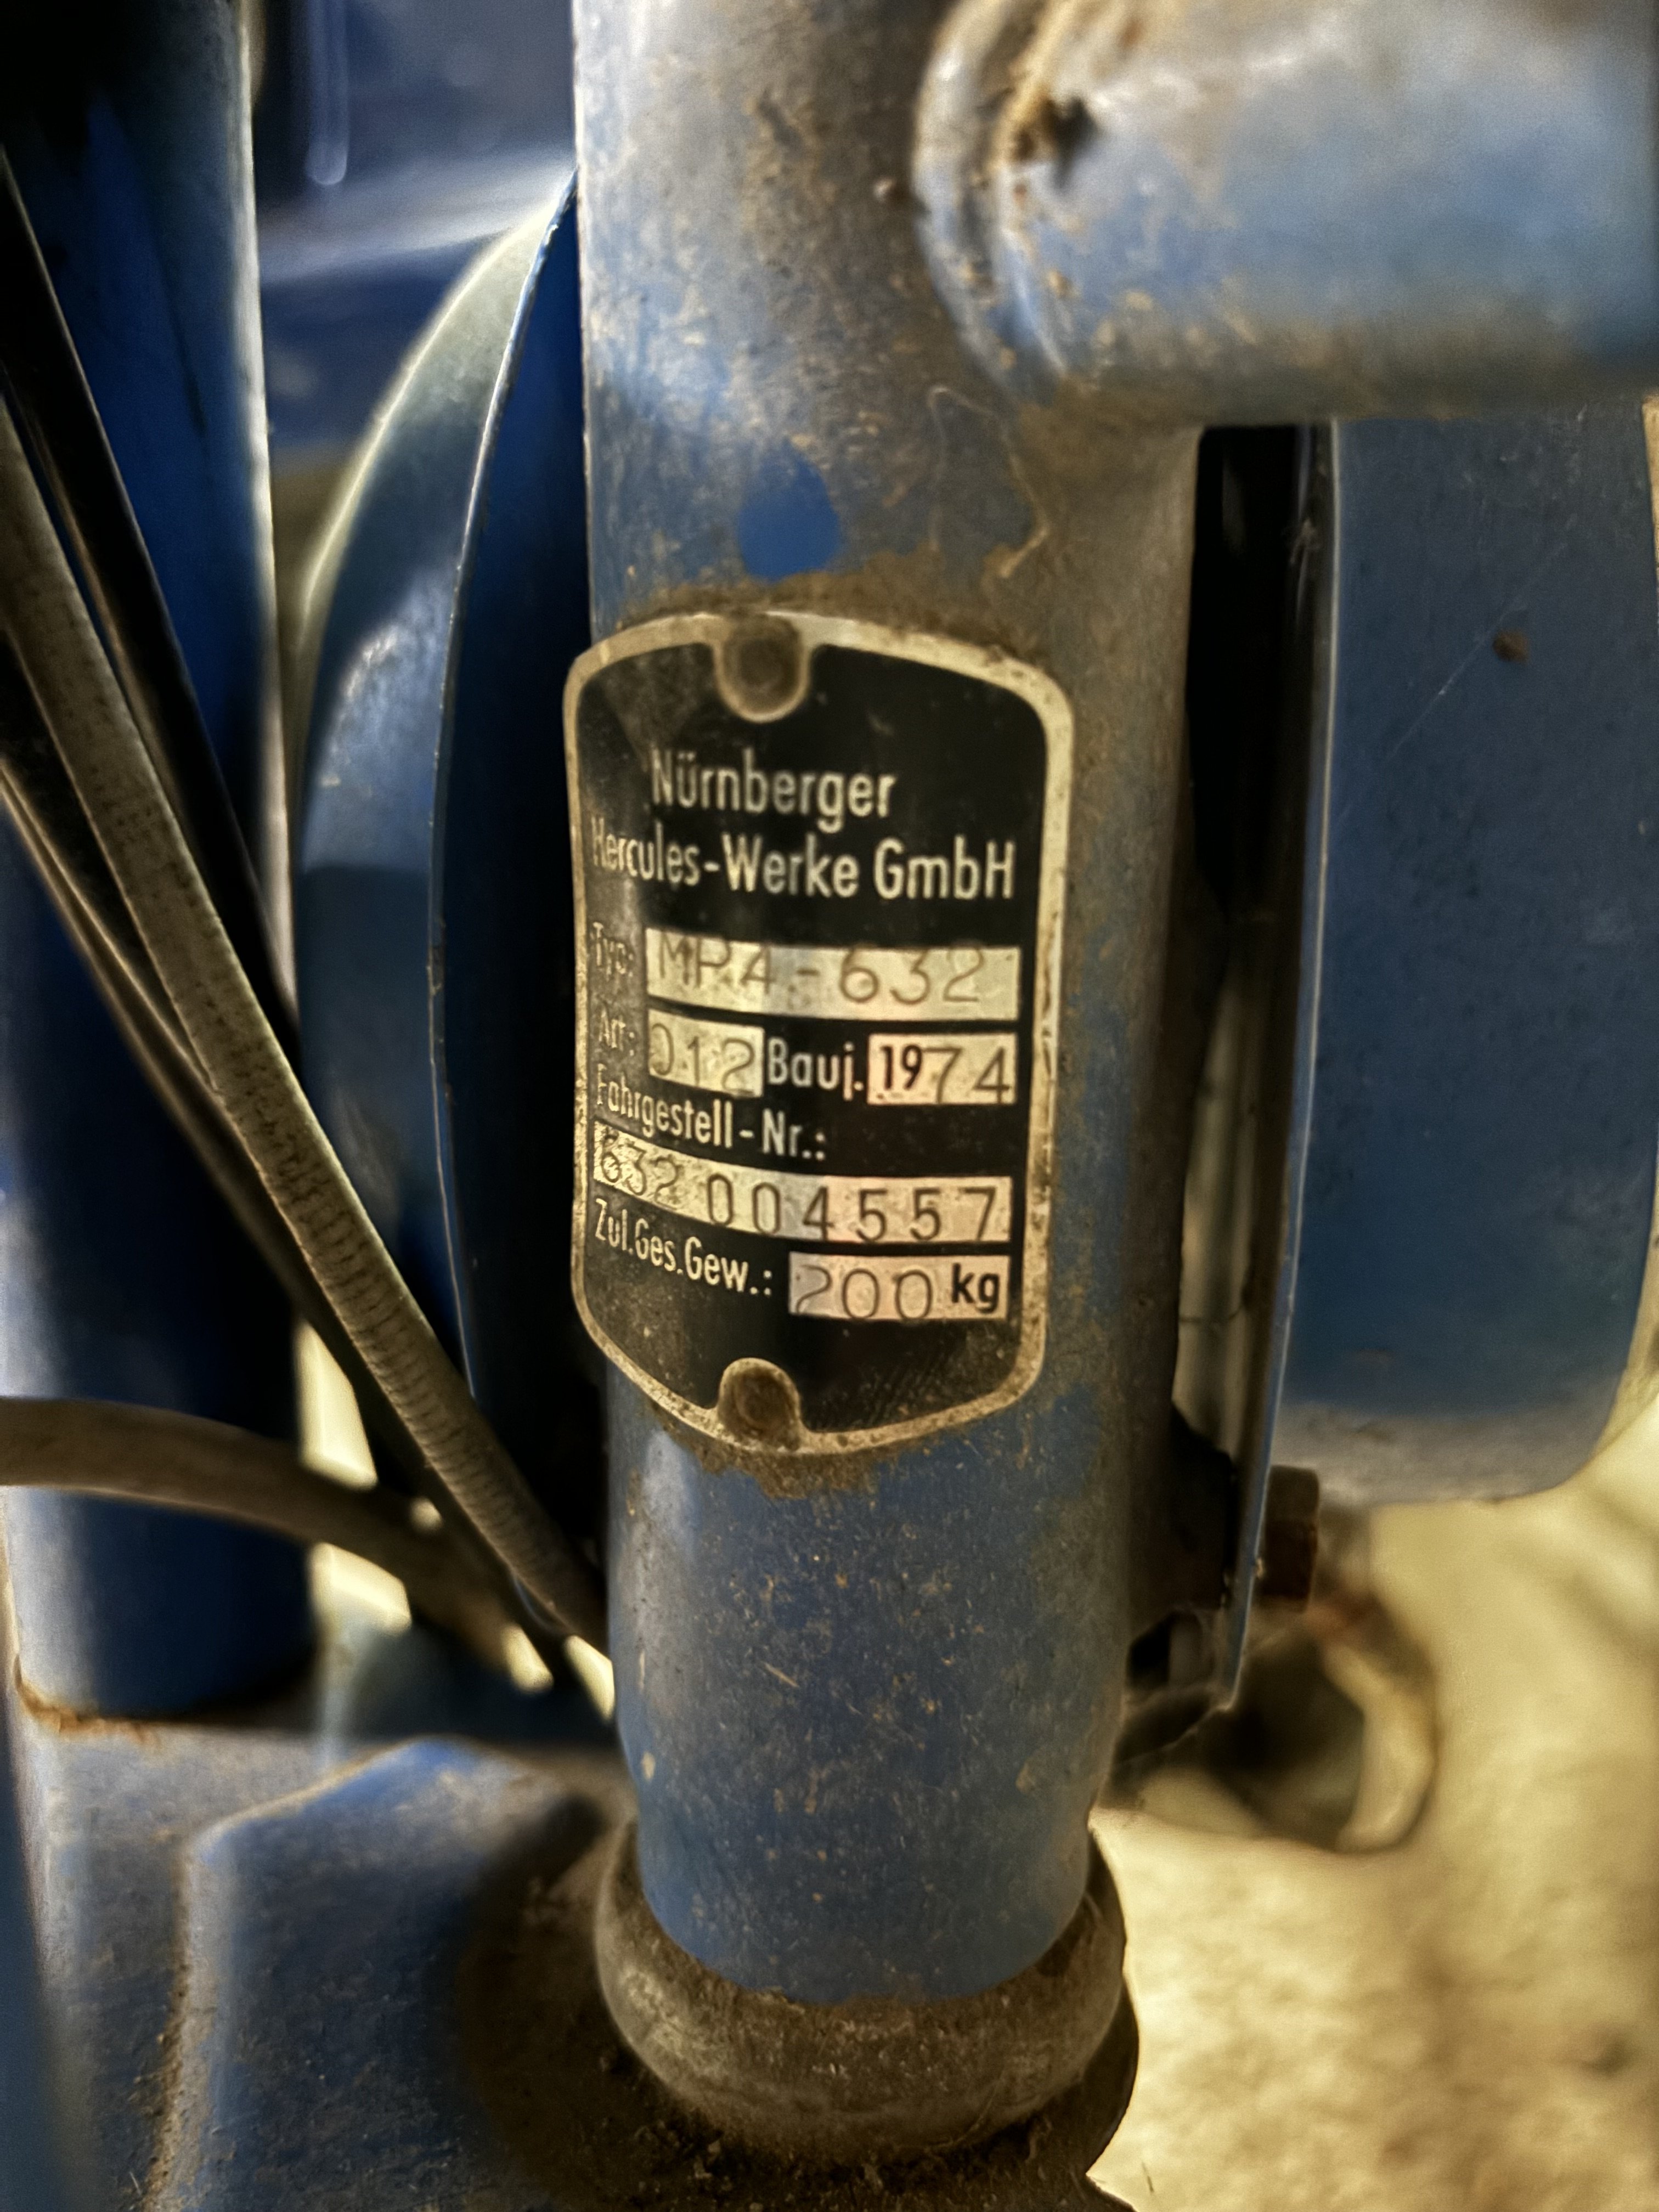 Nürnberger
Hercules-Werke GmbH
Typ: MP4-632
Art: 012 Bauj. 1974
Fahrgestell-Nr.:
632 004557
Zul.Ges.Gew.: 200 kg